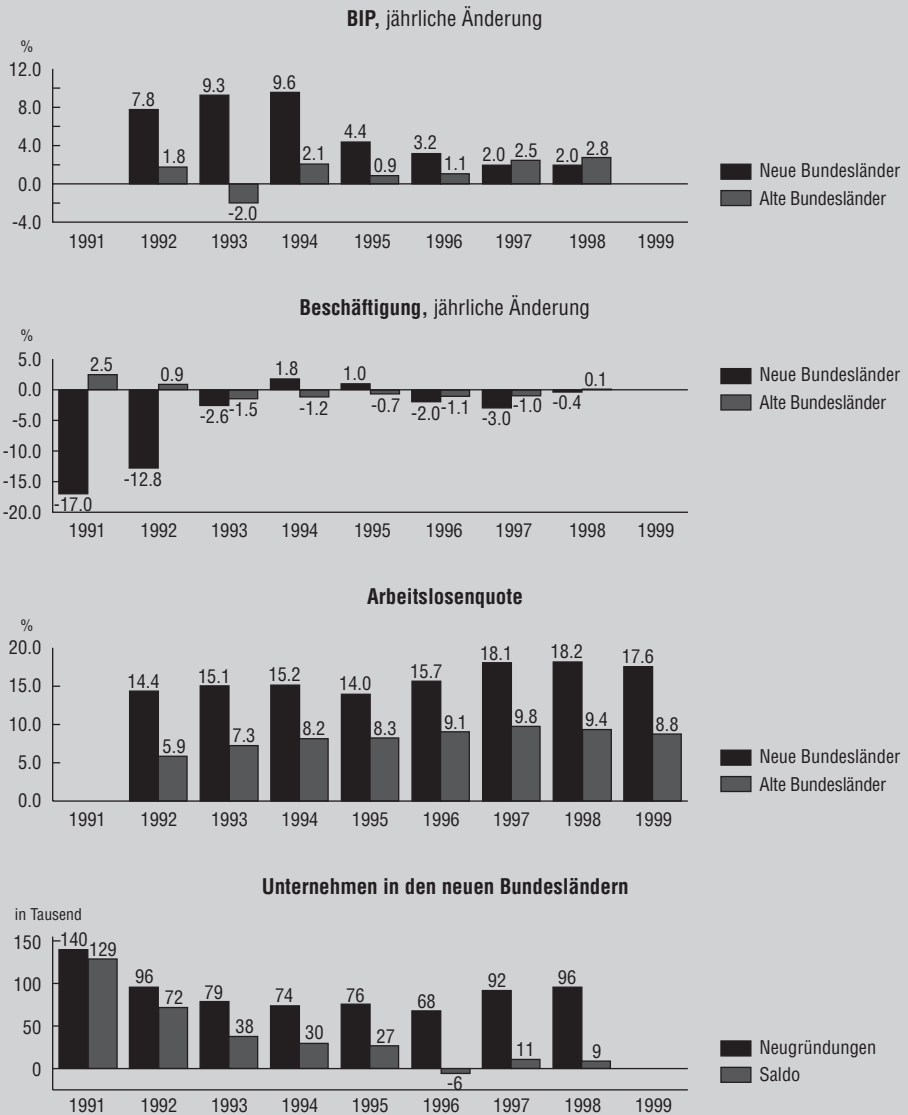 BIP, jährliche Änderung
%
12.0
8.0
4.0
0.0
-4.0
7.8 1.8 9.3 -2.0 9.6 2.1 4.4 0.9 3.2 1.1 2.0 2.5 2.0 2.8
1991 1992 1993 1994 1995 1996 1997 1998 1999
Neue Bundesländer
Alte Bundesländer
Beschäftigung, jährliche Änderung
%
5.0
0.0
-5.0
-10.0
-15.0
-20.0
-17.0 2.5 -12.8 0.9 -2.6 -1.5 1.8 -1.2 1.0 -0.7 -2.0 -1.1 -3.0 -1.0 -0.4 0.1
1991 1992 1993 1994 1995 1996 1997 1998 1999
Neue Bundesländer
Alte Bundesländer
Arbeitslosenquote
%
20.0
15.0
10.0
5.0
0.0
14.4 5.9 15.1 7.3 15.2 8.2 14.0 8.3 15.7 9.1 18.1 9.8 18.2 9.4 17.6 8.8
1991 1992 1993 1994 1995 1996 1997 1998 1999
Neue Bundesländer
Alte Bundesländer
Unternehmen in den neuen Bundesländern
in Tausend
150
100
50
0
140 129 96 72 79 38 74 30 76 27 68 -6 92 11 96 9
1991 1992 1993 1994 1995 1996 1997 1998 1999
Neugründungen
Saldo